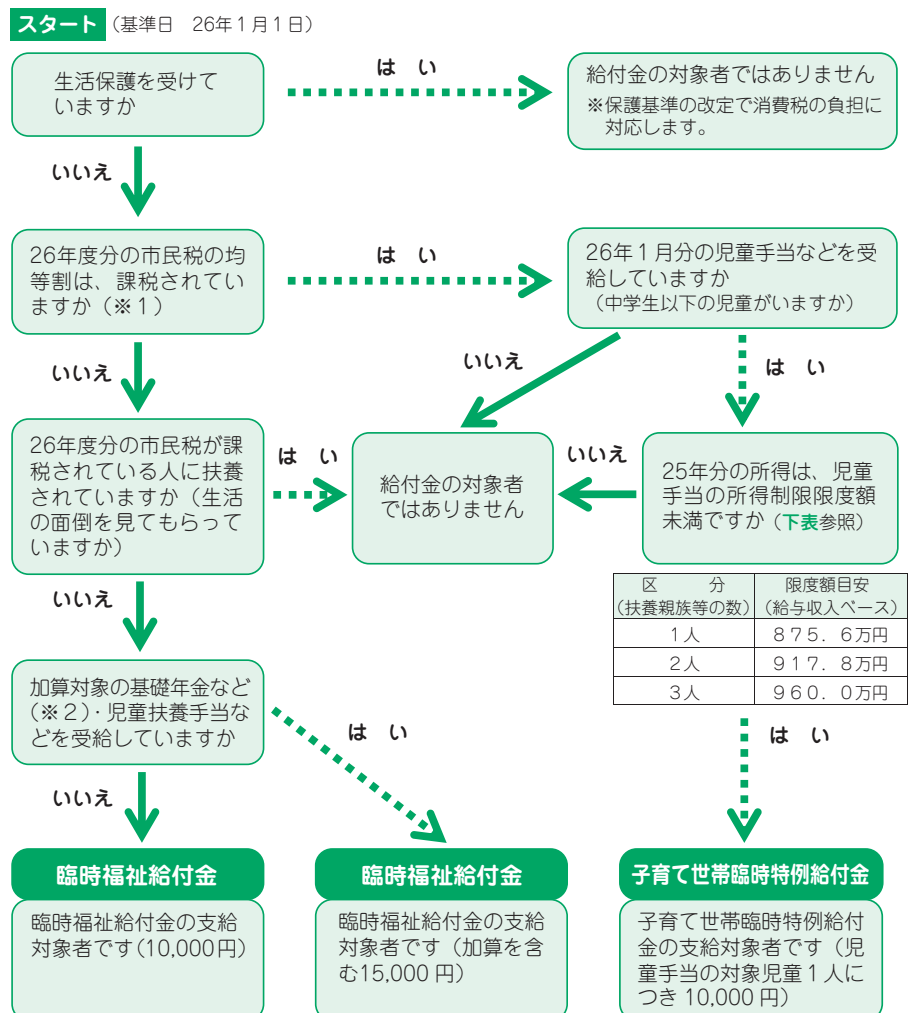 スタート（基準日　26年１月１日）
生活保護を受けて
いますか
は　い
給付金の対象者ではありません
※保護基準の改定で消費税の負担に
対応します。
いいえ
26年度分の市民税の均
等割は、課税されてい
ますか（※１）
は　い
26年１月分の児童手当などを受
給していますか
（中学生以下の児童がいますか）
いいえ
いいえ
は　い
26年度分の市民税が課
税されている人に扶養
されていますか（生活
の面倒を見てもらって
いますか）
は　い
給付金の対象者
ではありません
いいえ
25年分の所得は、児童
手当の所得制限限度額
未満ですか（下表参照）
いいえ
区　　分
（扶養親族等の数）
限度額目安
（給与収入ベース）
１人　８７５．６万円
２人　９１７．８万円
３人　９６０．０万円
加算対象の基礎年金など
（※２）・児童扶養手当な
どを受給していますか
は　い
は　い
いいえ
臨時福祉給付金
臨時福祉給付金の支給
対象者です（10,000円）
臨時福祉給付金
臨時福祉給付金の支給
対象者です（加算を含
む15,000 円）
子育て世帯臨時特例給付金
子育て世帯臨時特例給付
金の支給対象者です（児
童手当の対象児童１人に
つき 10,000 円）